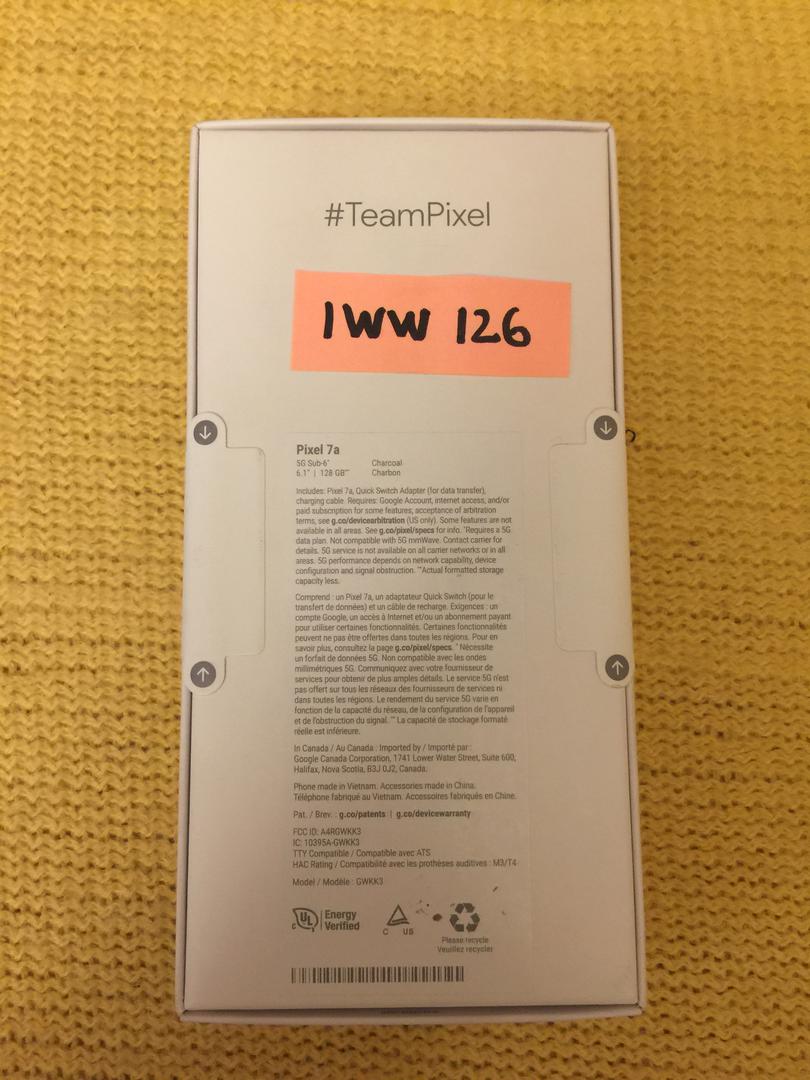 #TeamPixel
1WW 126
Pixel 7a
5G Sub-6* Charcoal
6.1" | 128 GB** Charbon
Includes: Pixel 7a, Quick Switch Adapter (for data transfer),
charging cable. Requires: Google Account, internet access, and/or
paid subscription for some features, acceptance of arbitration
terms, see g.co/devicearbitration (US only). Some features are not
available in all areas. See g.co/pixel/specs for info. *Requires a 5G
data plan. Not compatible with 5G mmWave. Contact carrier for
details. 5G service is not available on all carrier networks or in all
areas. 5G performance depends on network capability, device
configuration and signal obstruction. **Actual formatted storage
capacity less.
Comprend : un Pixel 7a, un adaptateur Quick Switch (pour le
transfert de données) et un câble de recharge. Exigences : un
compte Google, un accès à Internet et/ou un abonnement payant
pour utiliser certaines fonctionnalités. Certaines fonctionnalités
peuvent ne pas être offertes dans toutes les régions. Pour en
savoir plus, consultez la page g.co/pixel/specs. * Nécessite
un forfait de données 5G. Non compatible avec les ondes
millimétriques 5G. Communiquez avec votre fournisseur de
services pour obtenir de plus amples détails. Le service 5G n'est
pas offert sur tous les réseaux des fournisseurs de services ni
dans toutes les régions. Le rendement du service 5G varie en
fonction de la capacité du réseau, de la configuration de l'appareil
et de l'obstruction du signal. ** La capacité de stockage formaté
réelle est inférieure.
In Canada / Au Canada : Imported by / Importé par :
Google Canada Corporation, 1741 Lower Water Street, Suite 600,
Halifax, Nova Scotia, B3J 0J2, Canada.
Phone made in Vietnam. Accessories made in China.
Téléphone fabriqué au Vietnam. Accessoires fabriqués en Chine.
Pat. / Brev. : g.co/patents | g.co/devicewarranty
FCC ID: A4RGWKK3
IC: 10395A-GWKK3
TTY Compatible / Compatible avec ATS
HAC Rating / Compatibilité avec les prothèses auditives : M3/T4
Model / Modèle : GWKK3
c UL Energy
Verified
C US
Please recycle
Veuillez recycler